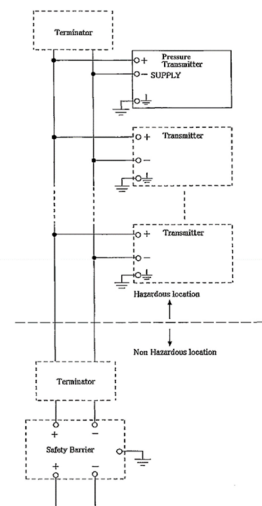 Terminator
+ Pressure
Transmitter
− SUPPLY
+ Transmitter
−
+ Transmitter
−
Hazardous location
Non Hazardous location
Terminator
+ −
Safety Barrier
+ −